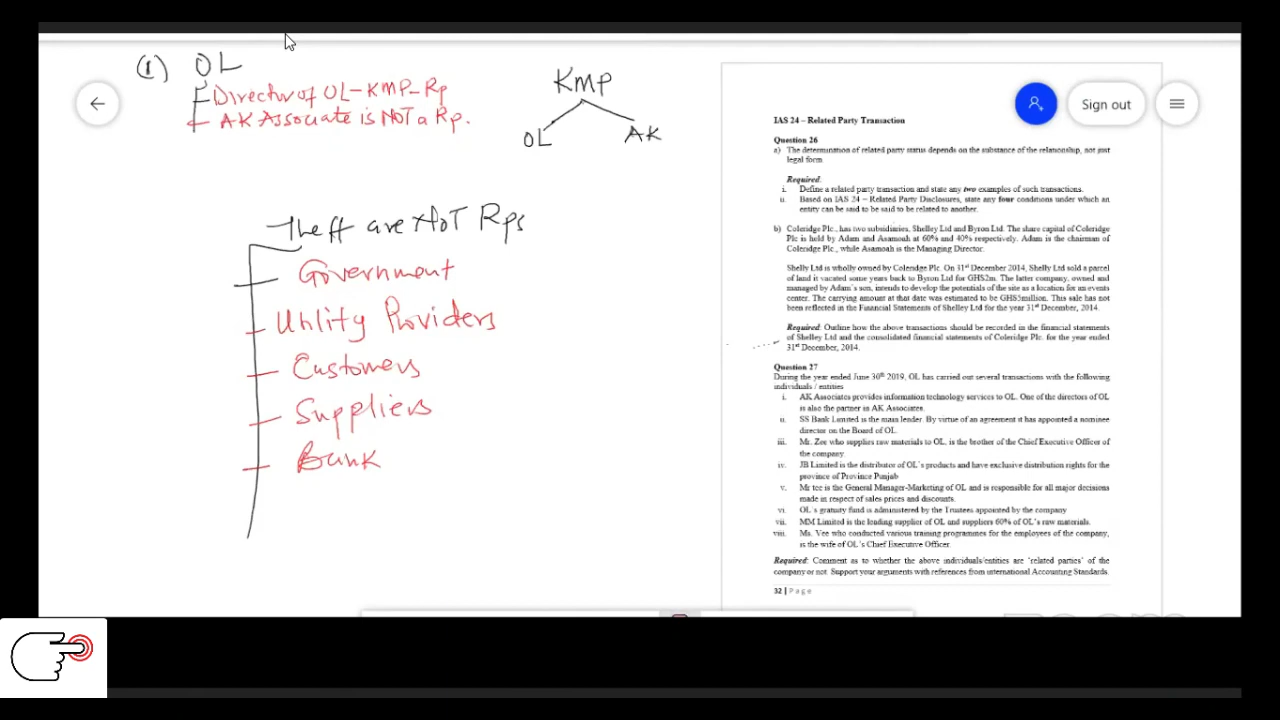 (1) OL
Director of OL-KMP-Rp
AK Associate is NOT a Rp.
KMP
OL AK
Theff are NOT Rps
Government
Utility Providers
Customers
Suppliers
Bank
Sign out
IAS 24 – Related Party Transaction
Question 26
a) The determination of related party status depends on the substance of the relationship, not just
legal form.
Required:
i. Define a related party transaction and state any two examples of such transactions.
ii. Based on IAS 24 – Related Party Disclosures, state any four conditions under which an
entity can be said to be said to be related to another.
b) Coleridge Plc., has two subsidiaries, Shelley Ltd and Byron Ltd. The share capital of Coleridge
Plc is held by Adam and Asamoah at 60% and 40% respectively. Adam is the chairman of
Coleridge Plc., while Asamoah is the Managing Director.
Shelly Ltd is wholly owned by Coleridge Plc. On 31st December 2014, Shelly Ltd sold a parcel
of land it vacated some years back to Byron Ltd for GHS2m. The latter company, owned and
managed by Adam's son, intends to develop the potentials of the site as a location for an events
center. The carrying amount at that date was estimated to be GHS5million. This sale has not
been reflected in the Financial Statements of Shelley Ltd for the year 31st December, 2014.
Required: Outline how the above transactions should be recorded in the financial statements
of Shelley Ltd and the consolidated financial statements of Coleridge Plc. for the year ended
31st December, 2014.
Question 27
During the year ended June 30th 2019, OL has carried out several transactions with the following
individuals / entities
i. AK Associates provides information technology services to OL. One of the directors of OL
is also the partner in AK Associates.
ii. SS Bank Limited is the main lender. By virtue of an agreement it has appointed a nominee
director on the Board of OL.
iii. Mr. Zee who supplies raw materials to OL, is the brother of the Chief Executive Officer of
the company.
iv. JB Limited is the distributor of OL's products and have exclusive distribution rights for the
province of Province Punjab
v. Mr tee is the General Manager-Marketing of OL and is responsible for all major decisions
made in respect of sales prices and discounts.
vi. OL's gratuity fund is administered by the Trustees appointed by the company
vii. MM Limited is the leading supplier of OL and suppliers 60% of OL's raw materials.
viii. Ms. Vee who conducted various training programmes for the employees of the company,
is the wife of OL's Chief Executive Officer.
Required: Comment as to whether the above individuals/entities are 'related parties' of the
company or not. Support your arguments with references from international Accounting Standards.
32 | Page